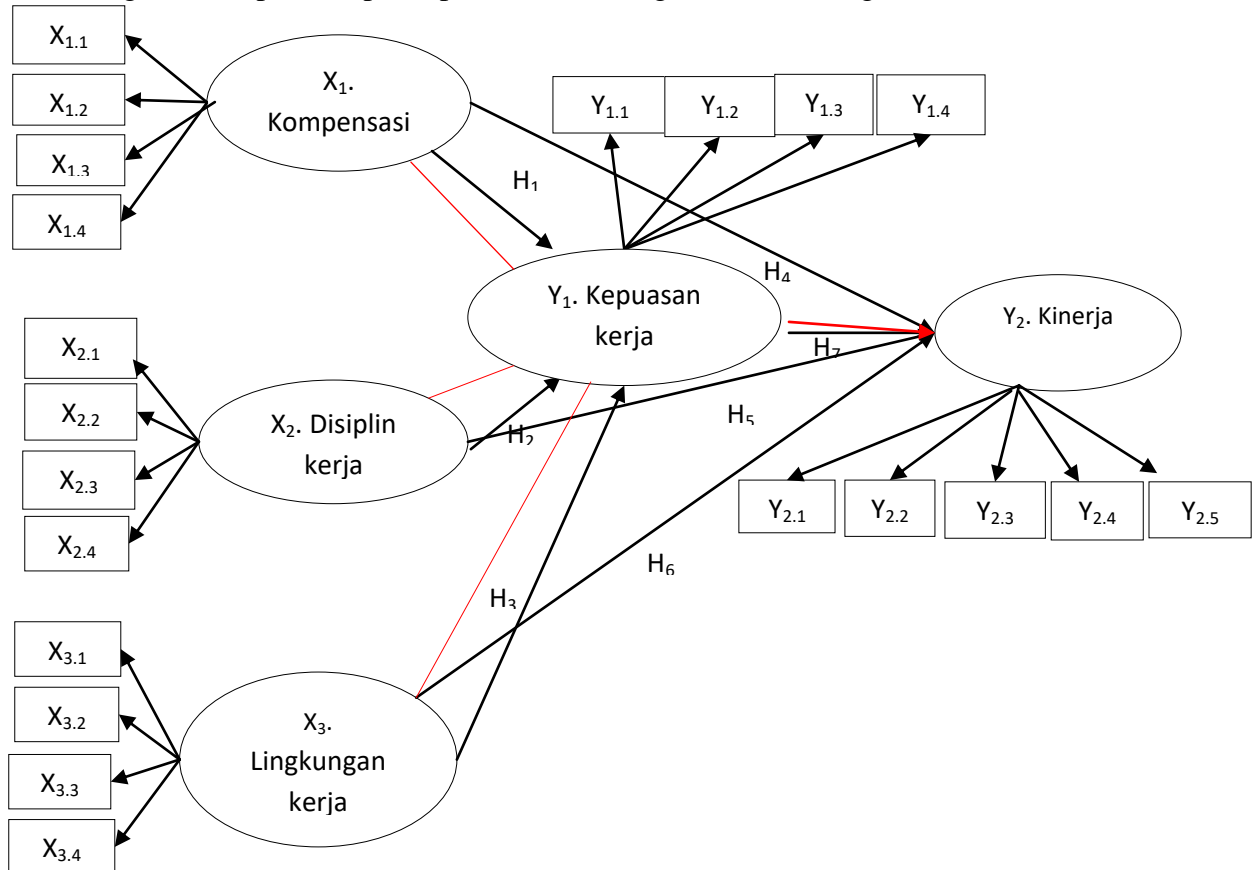 X1.1
X1.2
X1.3
X1.4
X1.
Kompensasi
Y1.1
Y1.2
Y1.3
Y1.4
H1
H4
Y1. Kepuasan
kerja
Y2. Kinerja
H7
X2.1
X2.2
X2.3
X2.4
X2. Disiplin
kerja
H2
H5
Y2.1
Y2.2
Y2.3
Y2.4
Y2.5
H6
H3
X3.1
X3.2
X3.3
X3.4
X3.
Lingkungan
kerja